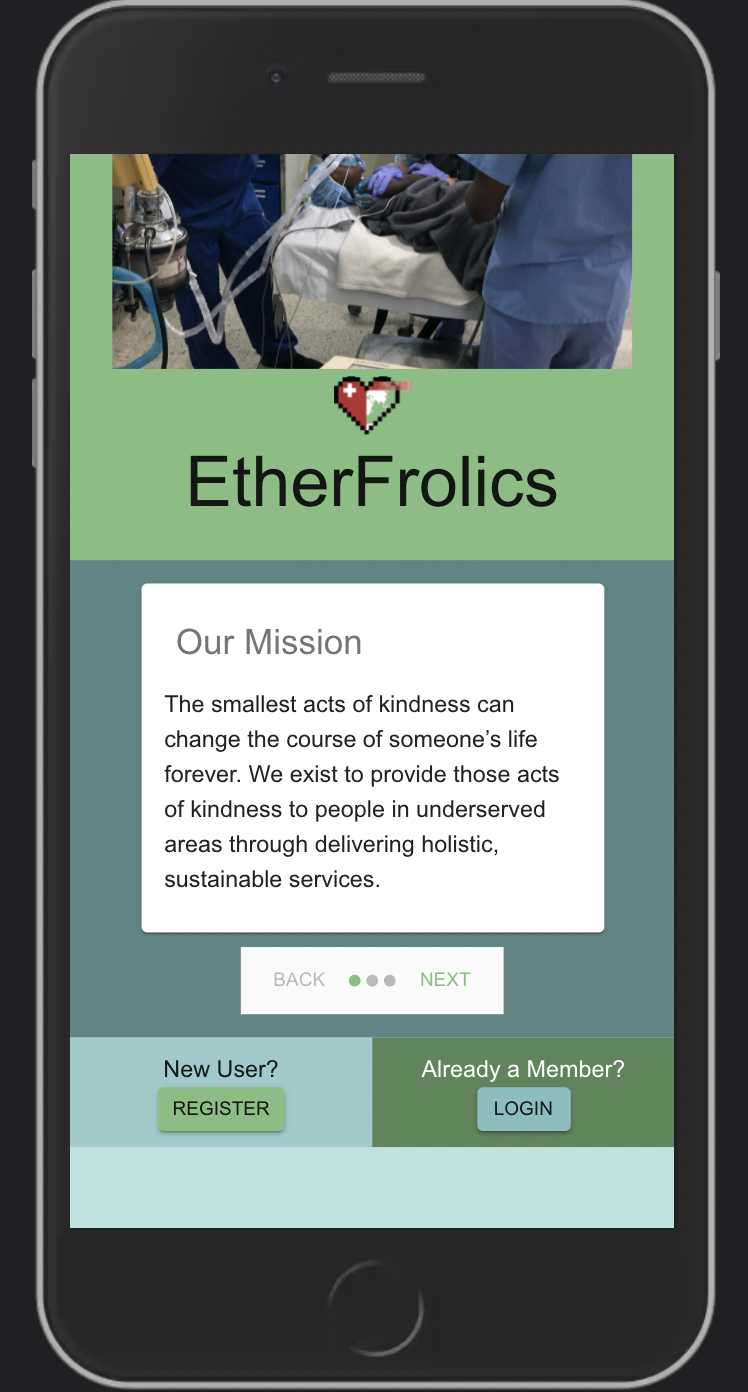 EtherFrolics
Our Mission
The smallest acts of kindness can
change the course of someone’s life
forever. We exist to provide those acts
of kindness to people in underserved
areas through delivering holistic,
sustainable services.
BACK NEXT
New User? Already a Member?
REGISTER LOGIN